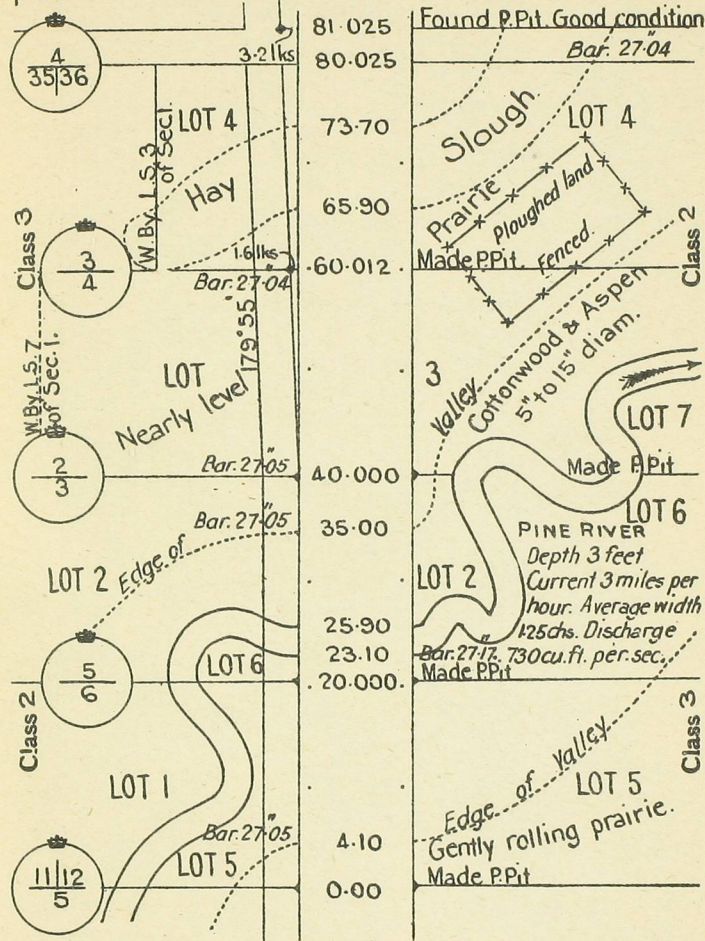 81.025 Found P.Pit. Good condition
4
35 36
3.2 lks
80.025
Bar. 27.04
LOT 4
73.70
Slough
LOT 4
W. By. L.S. 3
of Sec. 1.
Hay
65.90
Prairie
Ploughed land
Fenced.
Class 3
3
4
1.6 lks
60.012
Made P.Pit.
Class 2
Bar. 27.04"
179°55'
W. By L.S. 7
of Sec. 1.
LOT
3
Nearly level
Valley
Cottonwood & Aspen
5" to 15" diam.
LOT 7
2
3
Bar. 27.05"
40.000
Made P.Pit
LOT 6
Bar. 27.05"
35.00
PINE RIVER
Depth 3 feet
Current 3 miles per
hour. Average width
1.25 chs. Discharge
730 cu. ft. per. sec.
LOT 2
Edge of
LOT 2
25.90
5
6
LOT 6
23.10
Bar. 27.17"
20.000
Made P.Pit
Class 2
LOT 1
Class 3
Edge of Valley
LOT 5
Gently rolling prairie.
Bar. 27.05"
4.10
LOT 5
11 12
5
0.00
Made P.Pit